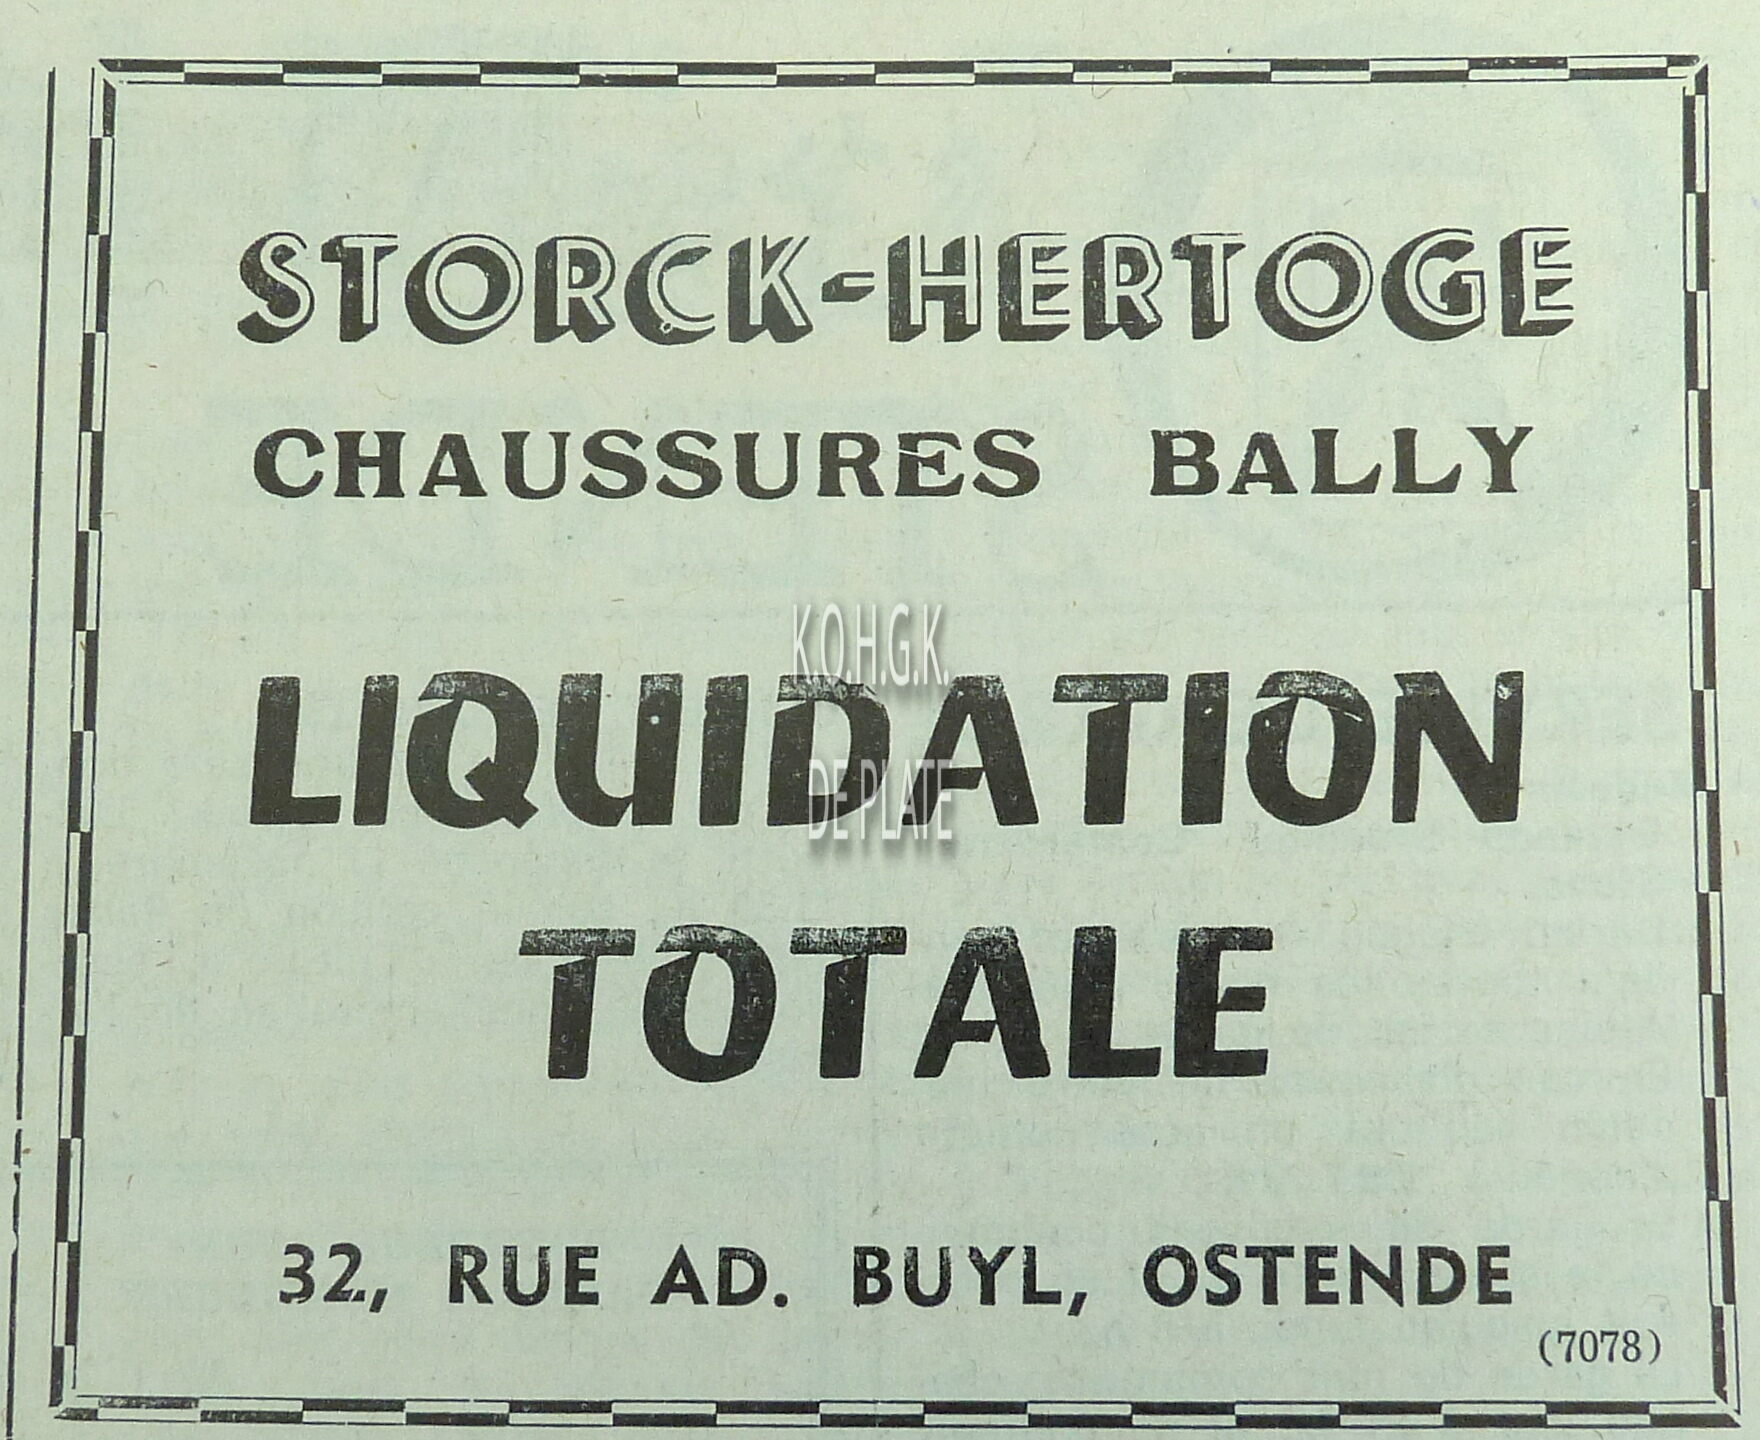 STORCK-HERTOGE
CHAUSSURES BALLY
K.O.H.G.K.
LIQUIDATION
DE PLATE
TOTALE
32, RUE AD. BUYL, OSTENDE
(7078)